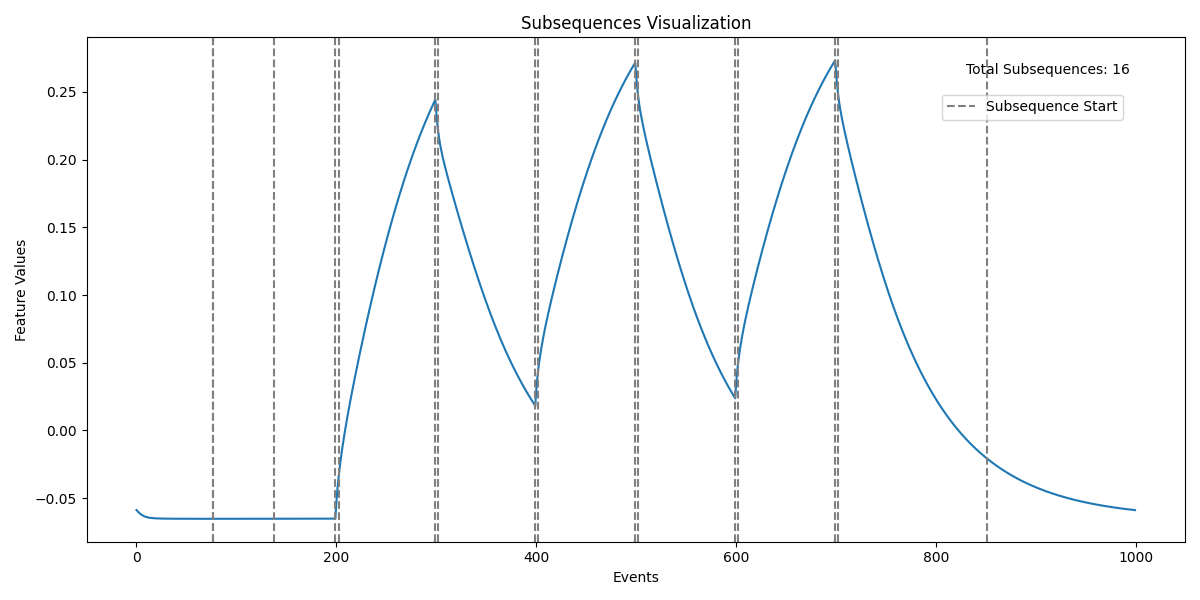 Subsequences Visualization
Total Subsequences: 16
Subsequence Start
Feature Values
0.25
0.20
0.15
0.10
0.05
0.00
−0.05
0 200 400 600 800 1000
Events